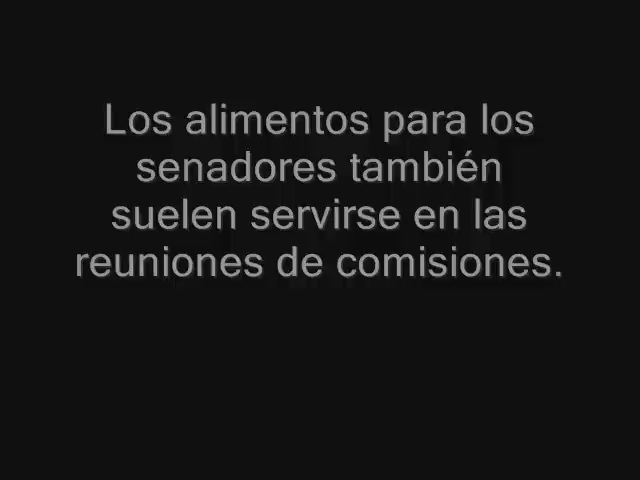 Los alimentos para los
senadores también
suelen servirse en las
reuniones de comisiones.